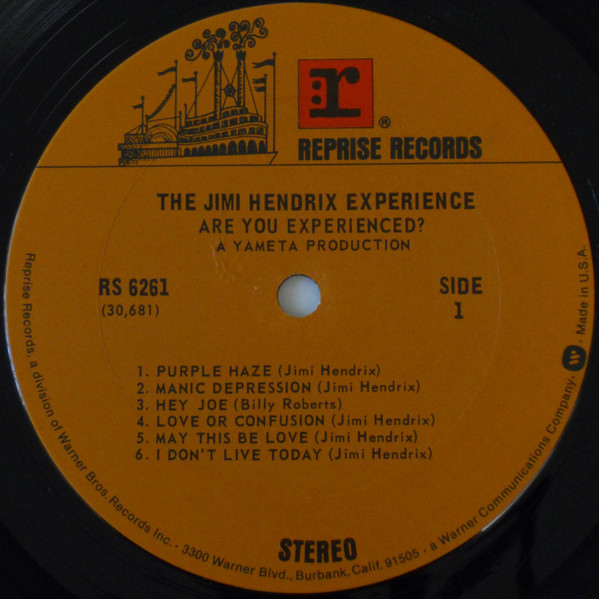 r
®
REPRISE RECORDS
THE JIMI HENDRIX EXPERIENCE
ARE YOU EXPERIENCED?
A YAMETA PRODUCTION
RS 6261
(30,681)
SIDE
1
1. PURPLE HAZE (Jimi Hendrix)
2. MANIC DEPRESSION (Jimi Hendrix)
3. HEY JOE (Billy Roberts)
4. LOVE OR CONFUSION (Jimi Hendrix)
5. MAY THIS BE LOVE (Jimi Hendrix)
6. I DON'T LIVE TODAY (Jimi Hendrix)
STEREO
Reprise Records, a division of Warner Bros. Records Inc. • 3300 Warner Blvd., Burbank, Calif. 91505 • a Warner Communications Company. W • Made in U.S.A.